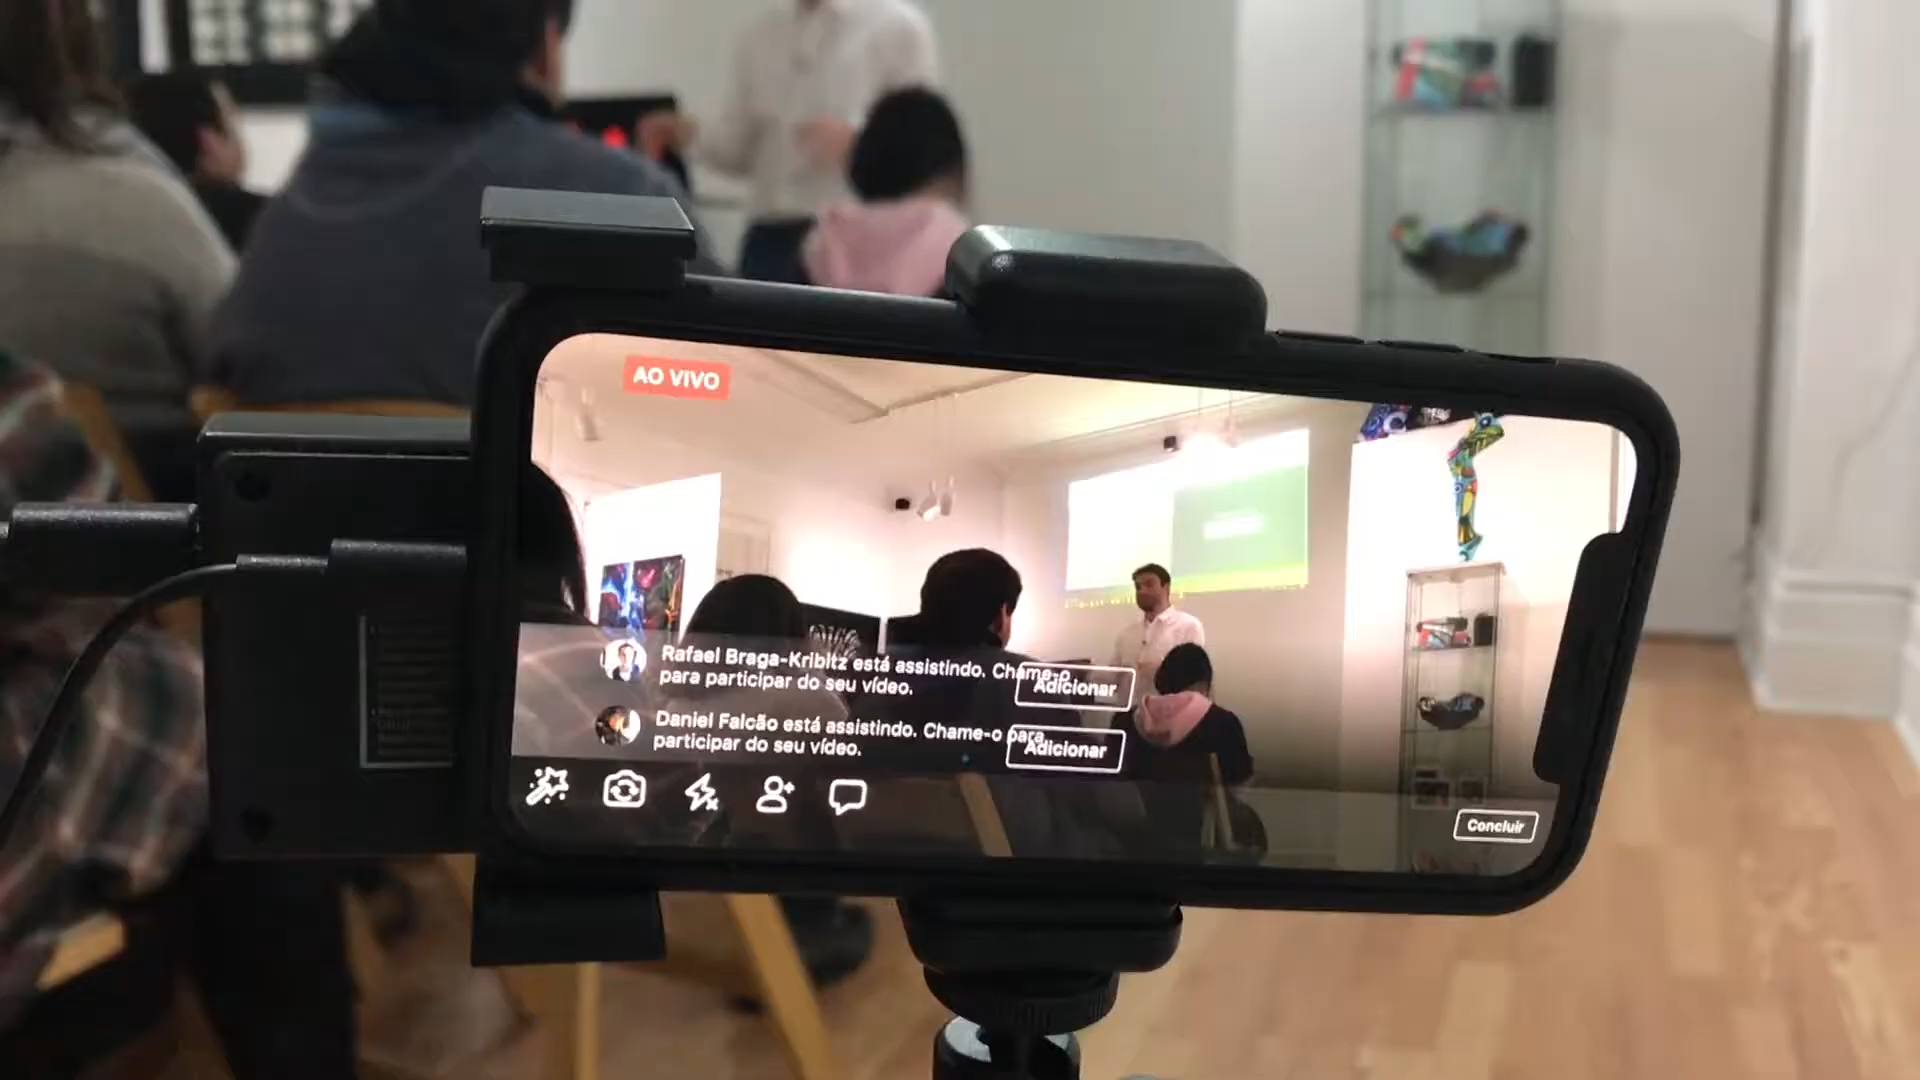 AO VIVO
Rafael Braga-Kribitz está assistindo. Chame-o
para participar do seu vídeo.
Adicionar
Daniel Falcão está assistindo. Chame-o para
participar do seu vídeo.
Adicionar
Concluir